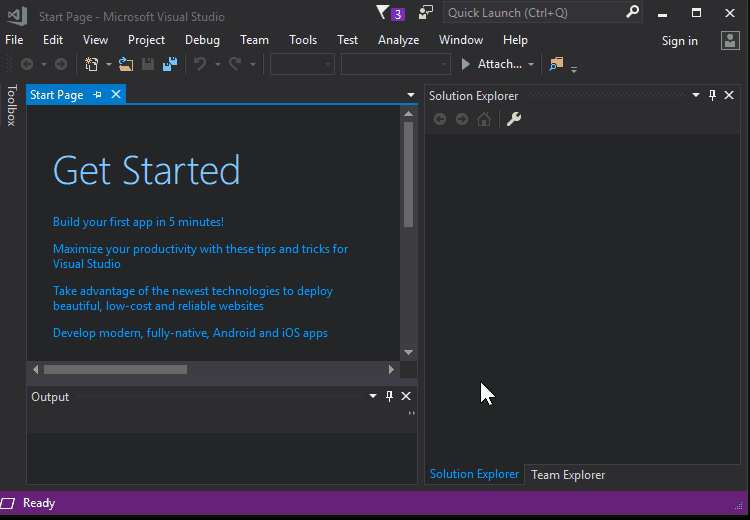 Start Page - Microsoft Visual Studio
3
Quick Launch (Ctrl+Q)
File Edit View Project Debug Team Tools Test Analyze Window Help Sign in
Attach...
Toolbox
Start Page
Solution Explorer
Get Started
Build your first app in 5 minutes!
Maximize your productivity with these tips and tricks for
Visual Studio
Take advantage of the newest technologies to deploy
beautiful, low-cost and reliable websites
Develop modern, fully-native, Android and iOS apps
Output
Solution Explorer Team Explorer
Ready